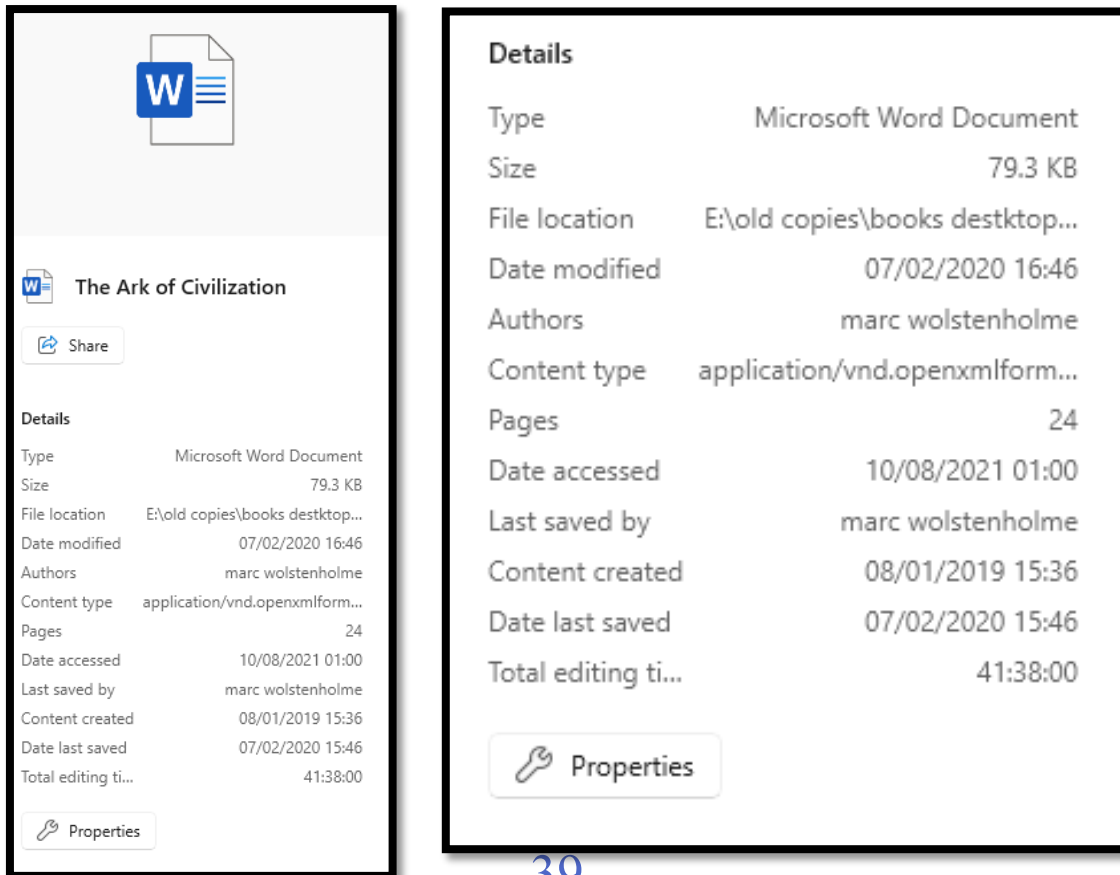 W
W
The Ark of Civilization
Share
Details
Type Microsoft Word Document
Size 79.3 KB
File location E:\old copies\books destktop...
Date modified 07/02/2020 16:46
Authors marc wolstenholme
Content type application/vnd.openxmlform...
Pages 24
Date accessed 10/08/2021 01:00
Last saved by marc wolstenholme
Content created 08/01/2019 15:36
Date last saved 07/02/2020 15:46
Total editing ti... 41:38:00
Properties
Details
Type Microsoft Word Document
Size 79.3 KB
File location E:\old copies\books destktop...
Date modified 07/02/2020 16:46
Authors marc wolstenholme
Content type application/vnd.openxmlform...
Pages 24
Date accessed 10/08/2021 01:00
Last saved by marc wolstenholme
Content created 08/01/2019 15:36
Date last saved 07/02/2020 15:46
Total editing ti... 41:38:00
Properties
39